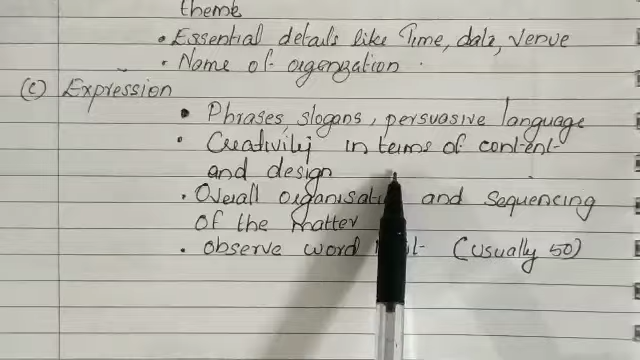 theme
• Essential details like Time, date, Venue
• Name of organization.
(c) Expression
• Phrases, slogans, persuasive language
• Creativity in terms of content
and design
• Overall and Sequencing
of the matter
• Observe word (usually 50)